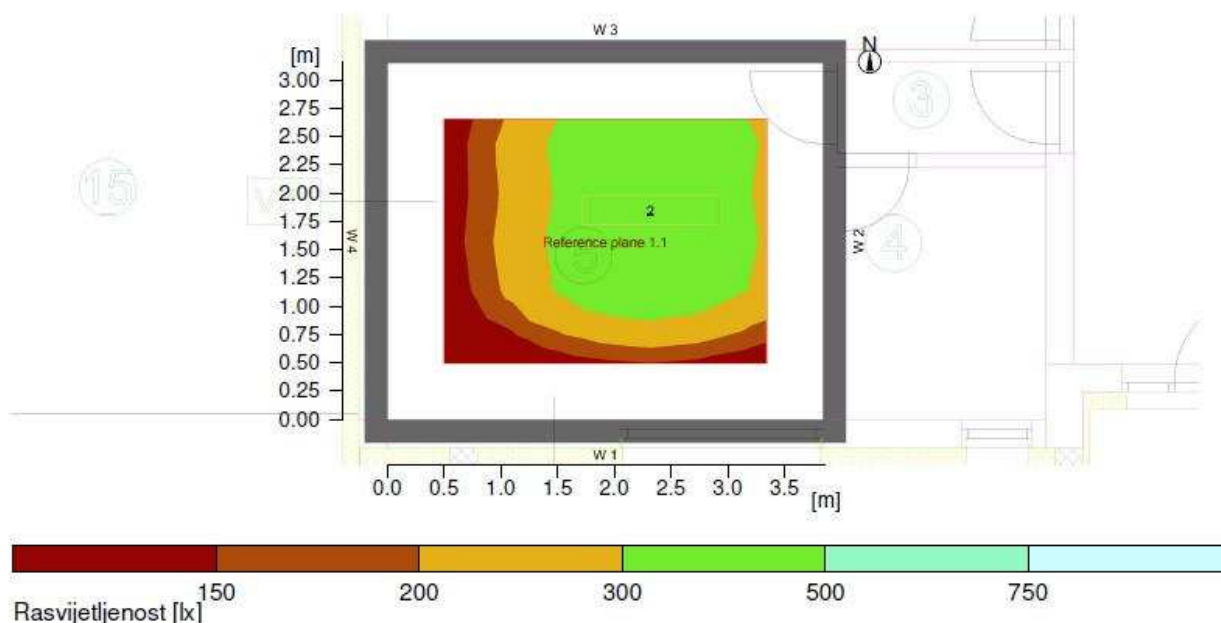 W 3
N
[m]
3.00
2.75
2.50
2.25
2.00
1.75
1.50
1.25
1.00
0.75
0.50
0.25
0.00
3
15
V
W 4
2
Reference plane 1.1
5
W 2
4
W 1
0.0 0.5 1.0 1.5 2.0 2.5 3.0 3.5
[m]
150 200 300 500 750
Rasvijetljenost [lx]